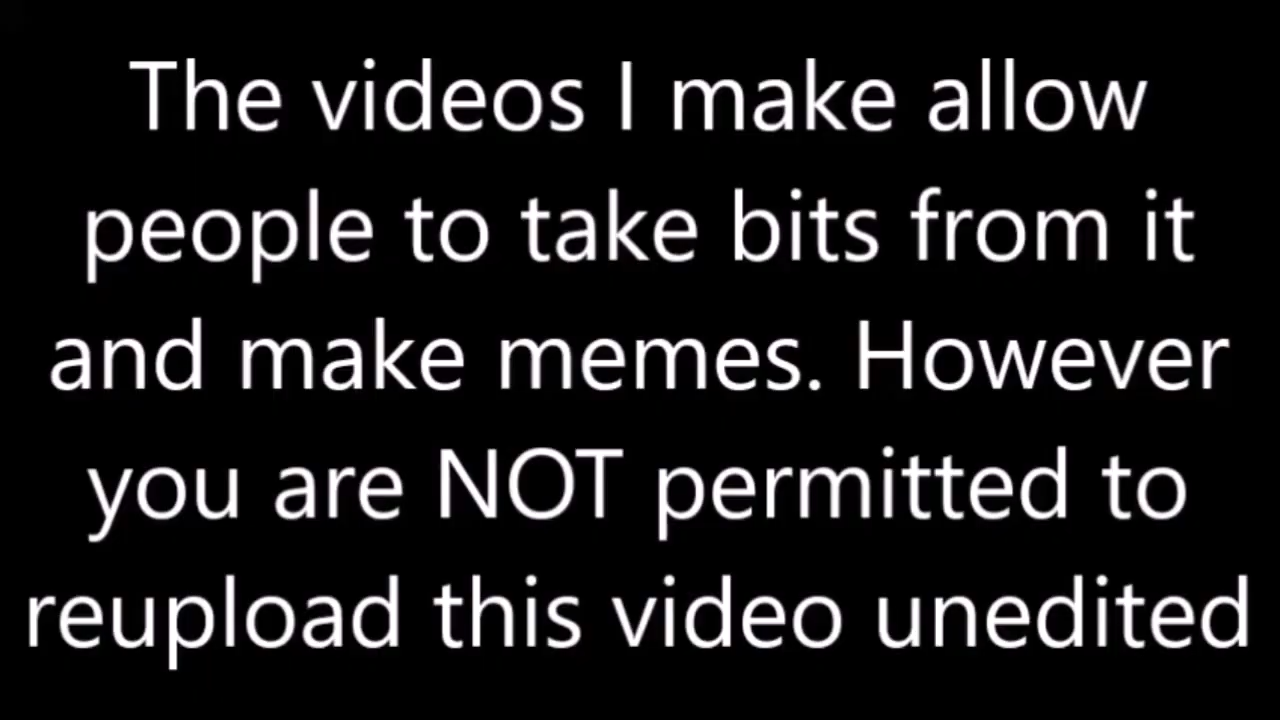 The videos I make allow
people to take bits from it
and make memes. However
you are NOT permitted to
reupload this video unedited